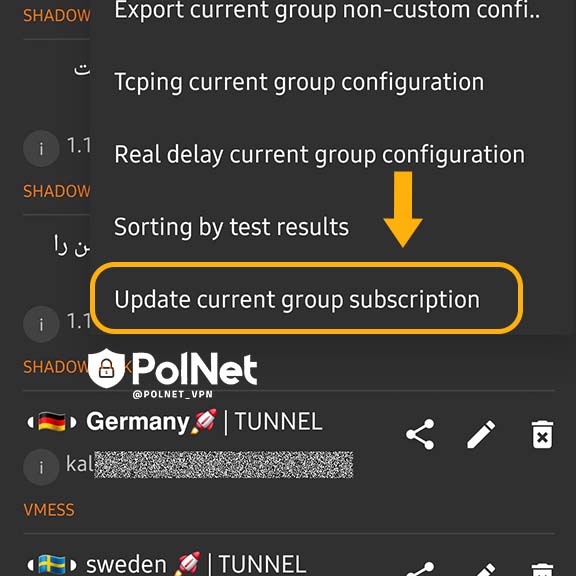 Export current group non-custom confi..
SHADOW
Tcping current group configuration
ت
1.1
Real delay current group configuration
SHADOW
Sorting by test results
ن را
Update current group subscription
1.1
SHADOW K
PolNet
@POLNET_VPN
Germany🚀 | TUNNEL
kal
VMESS
sweden 🚀 | TUNNEL